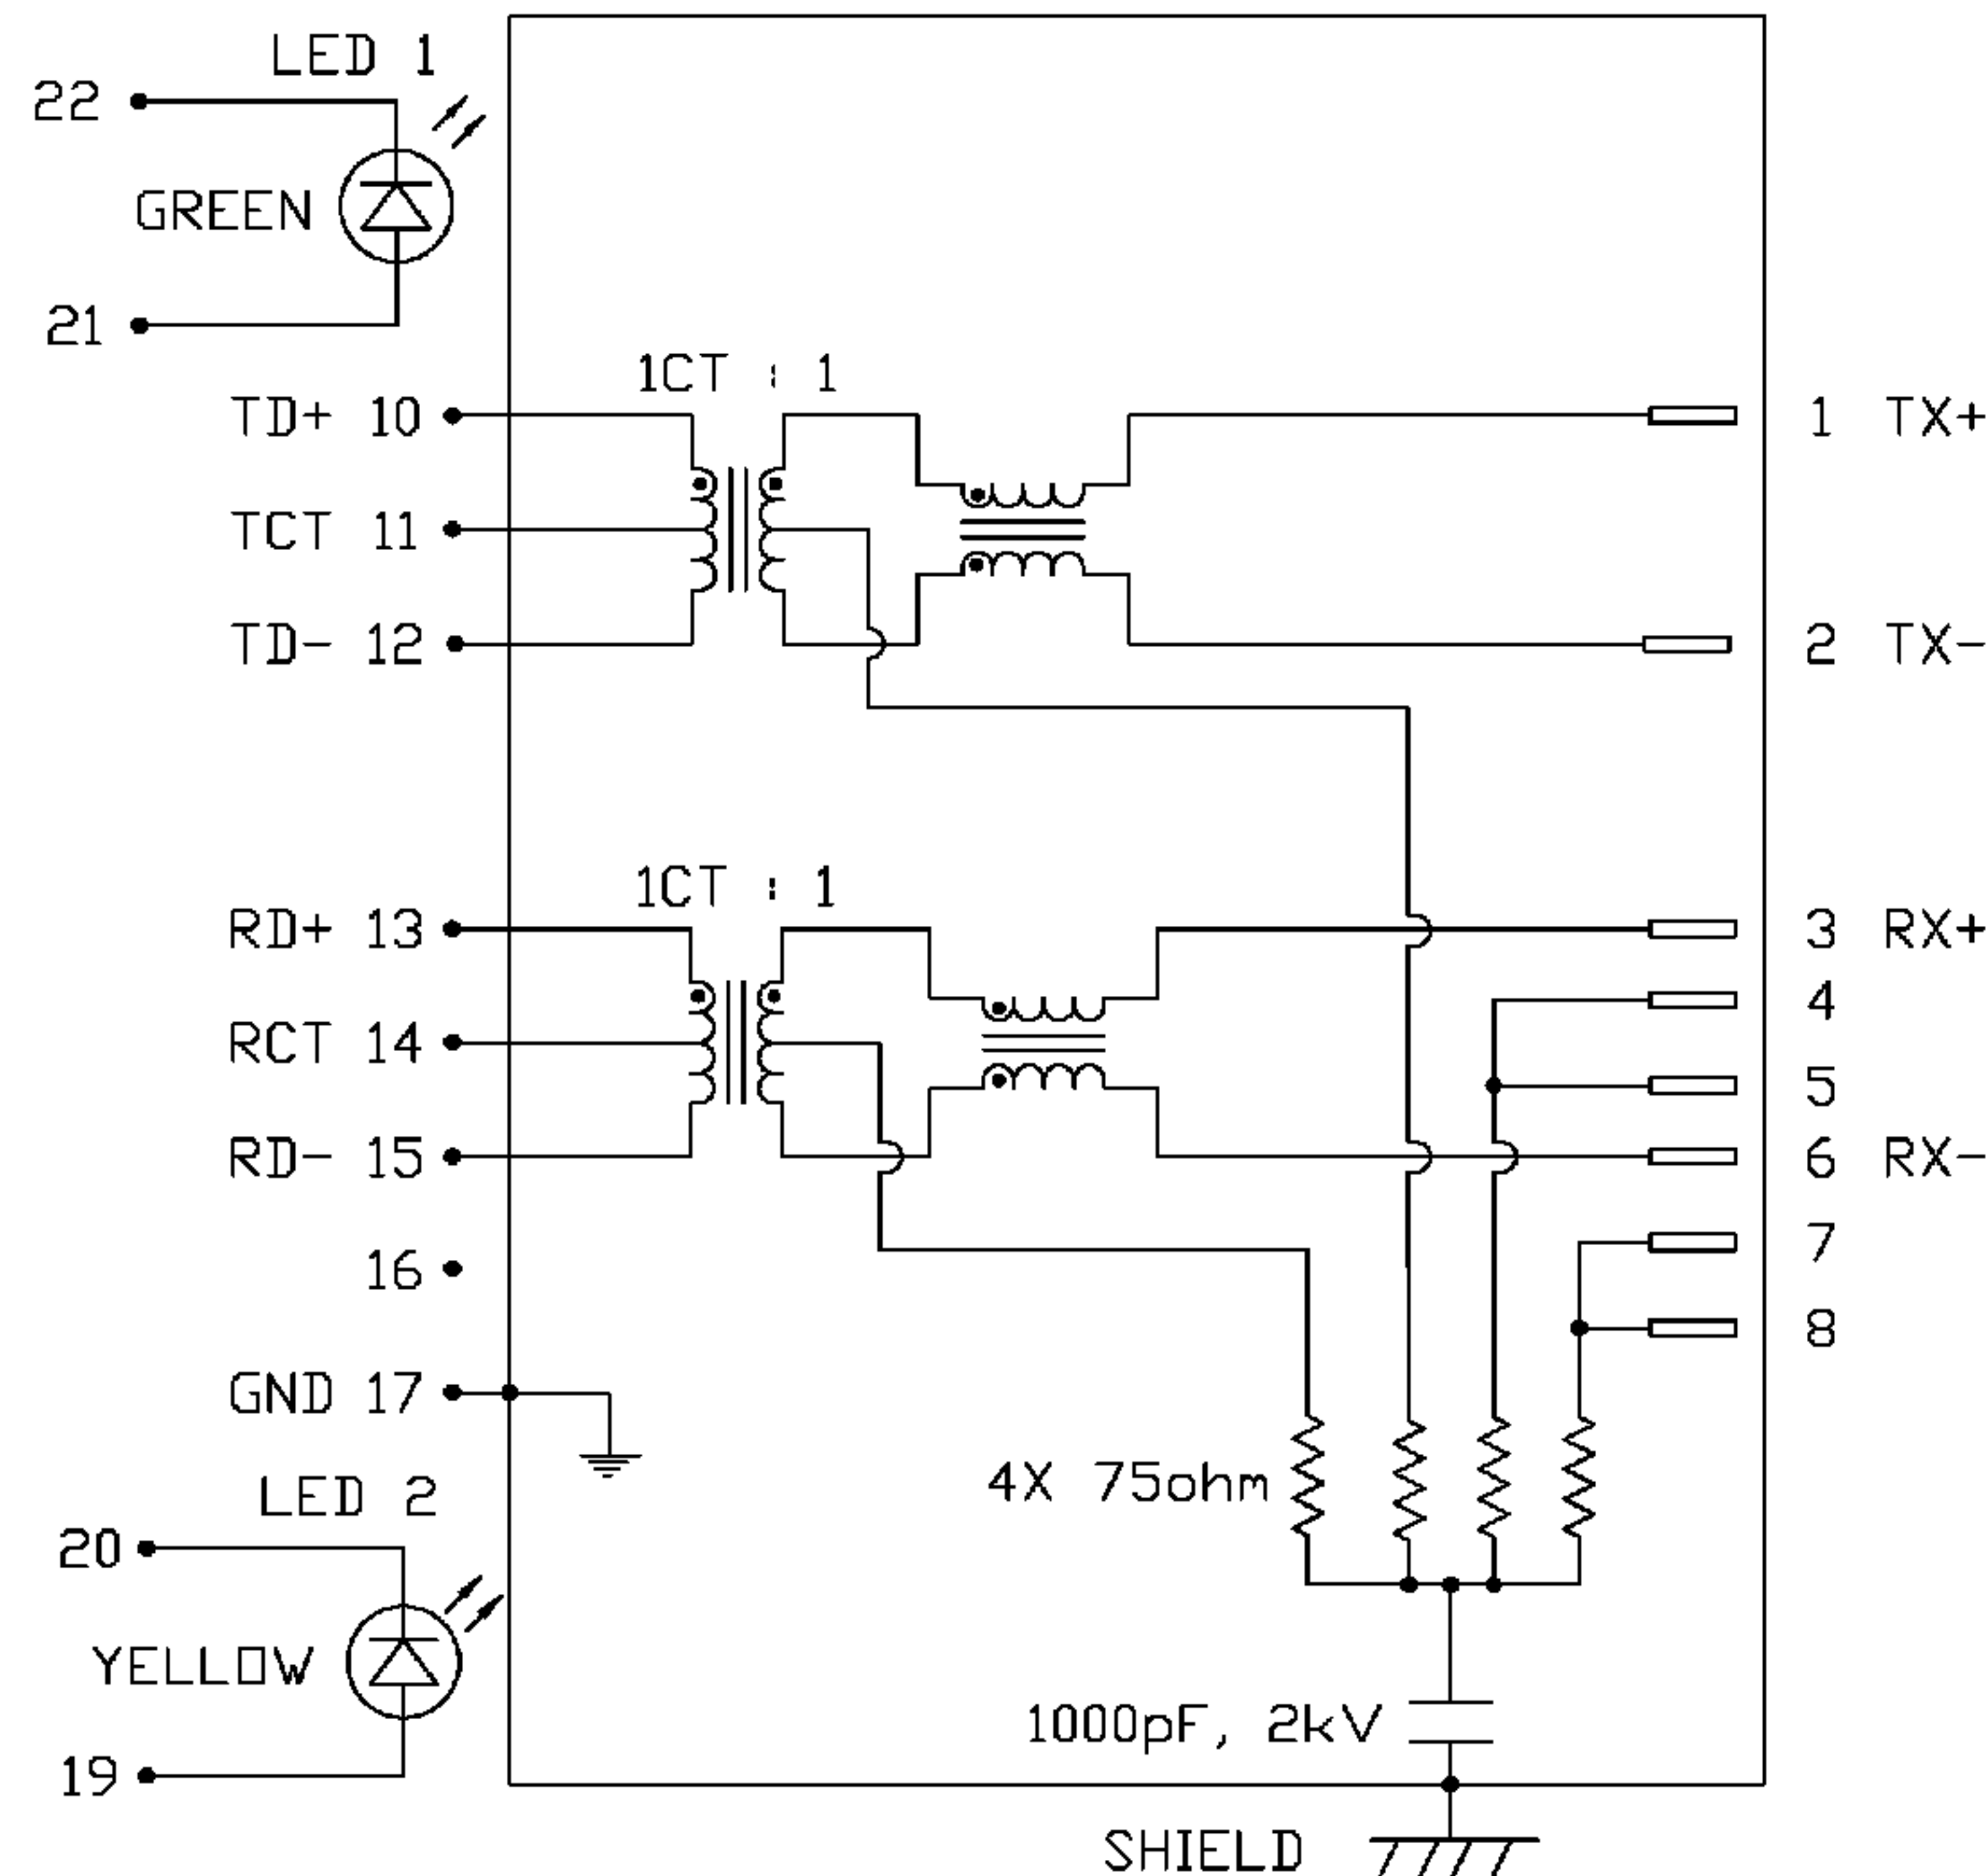 LED 1
22
GREEN
21
1CT : 1
TD+ 10
1 TX+
TCT 11
TD- 12
2 TX-
1CT : 1
RD+ 13
3 RX+
4
RCT 14
5
RD- 15
6 RX-
7
16
8
GND 17
4X 75ohm
LED 2
20
YELLOW
1000pF, 2kV
19
SHIELD